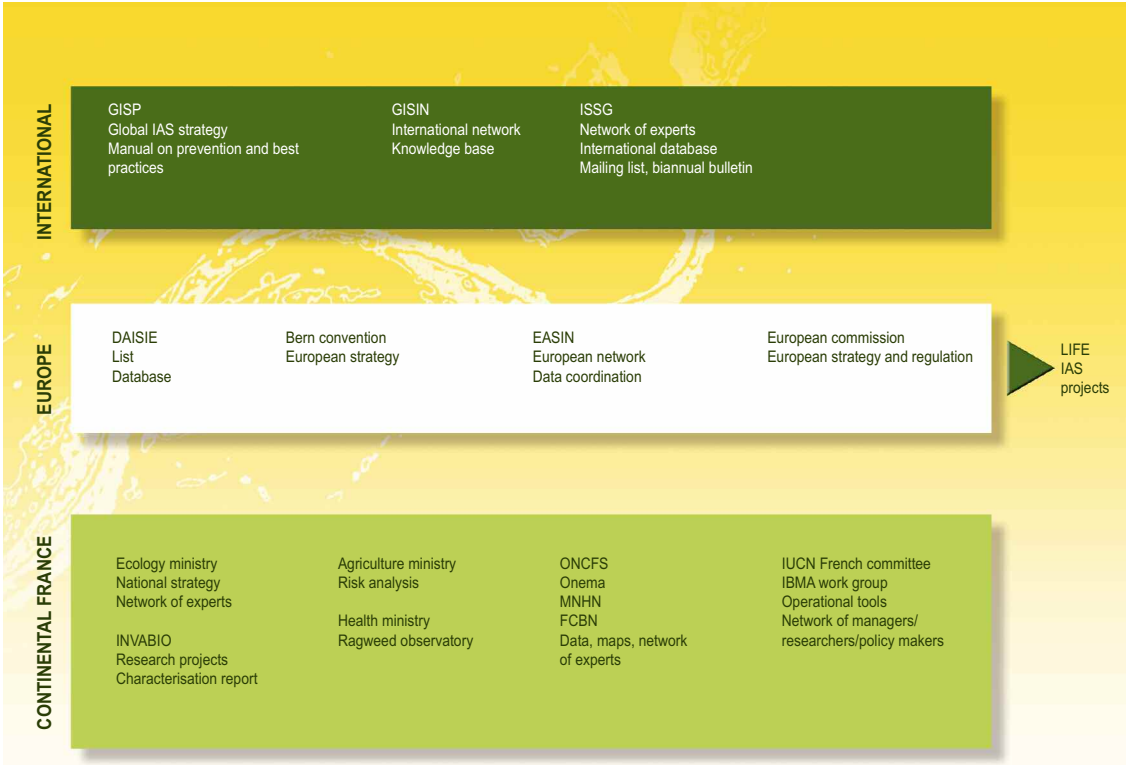 INTERNATIONAL
GISP
Global IAS strategy
Manual on prevention and best
practices
GISIN
International network
Knowledge base
ISSG
Network of experts
International database
Mailing list, biannual bulletin
EUROPE
DAISIE
List
Database
Bern convention
European strategy
EASIN
European network
Data coordination
European commission
European strategy and regulation
LIFE
IAS
projects
CONTINENTAL FRANCE
Ecology ministry
National strategy
Network of experts
INVABIO
Research projects
Characterisation report
Agriculture ministry
Risk analysis
Health ministry
Ragweed observatory
ONCFS
Onema
MNHN
FCBN
Data, maps, network
of experts
IUCN French committee
IBMA work group
Operational tools
Network of managers/
researchers/policy makers